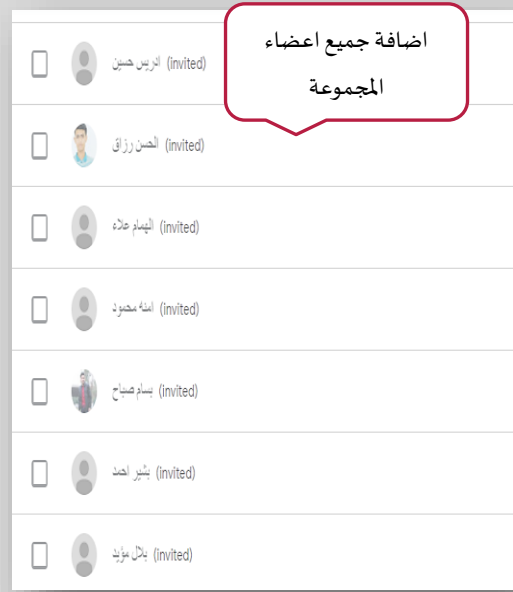 اضافة جميع اعضاء
المجموعة
ادريس حسين (invited)
الحسن رزاق (invited)
الهمام علاء (invited)
امنه محمود (invited)
بسام صباح (invited)
بشير احمد (invited)
بلال مؤيد (invited)